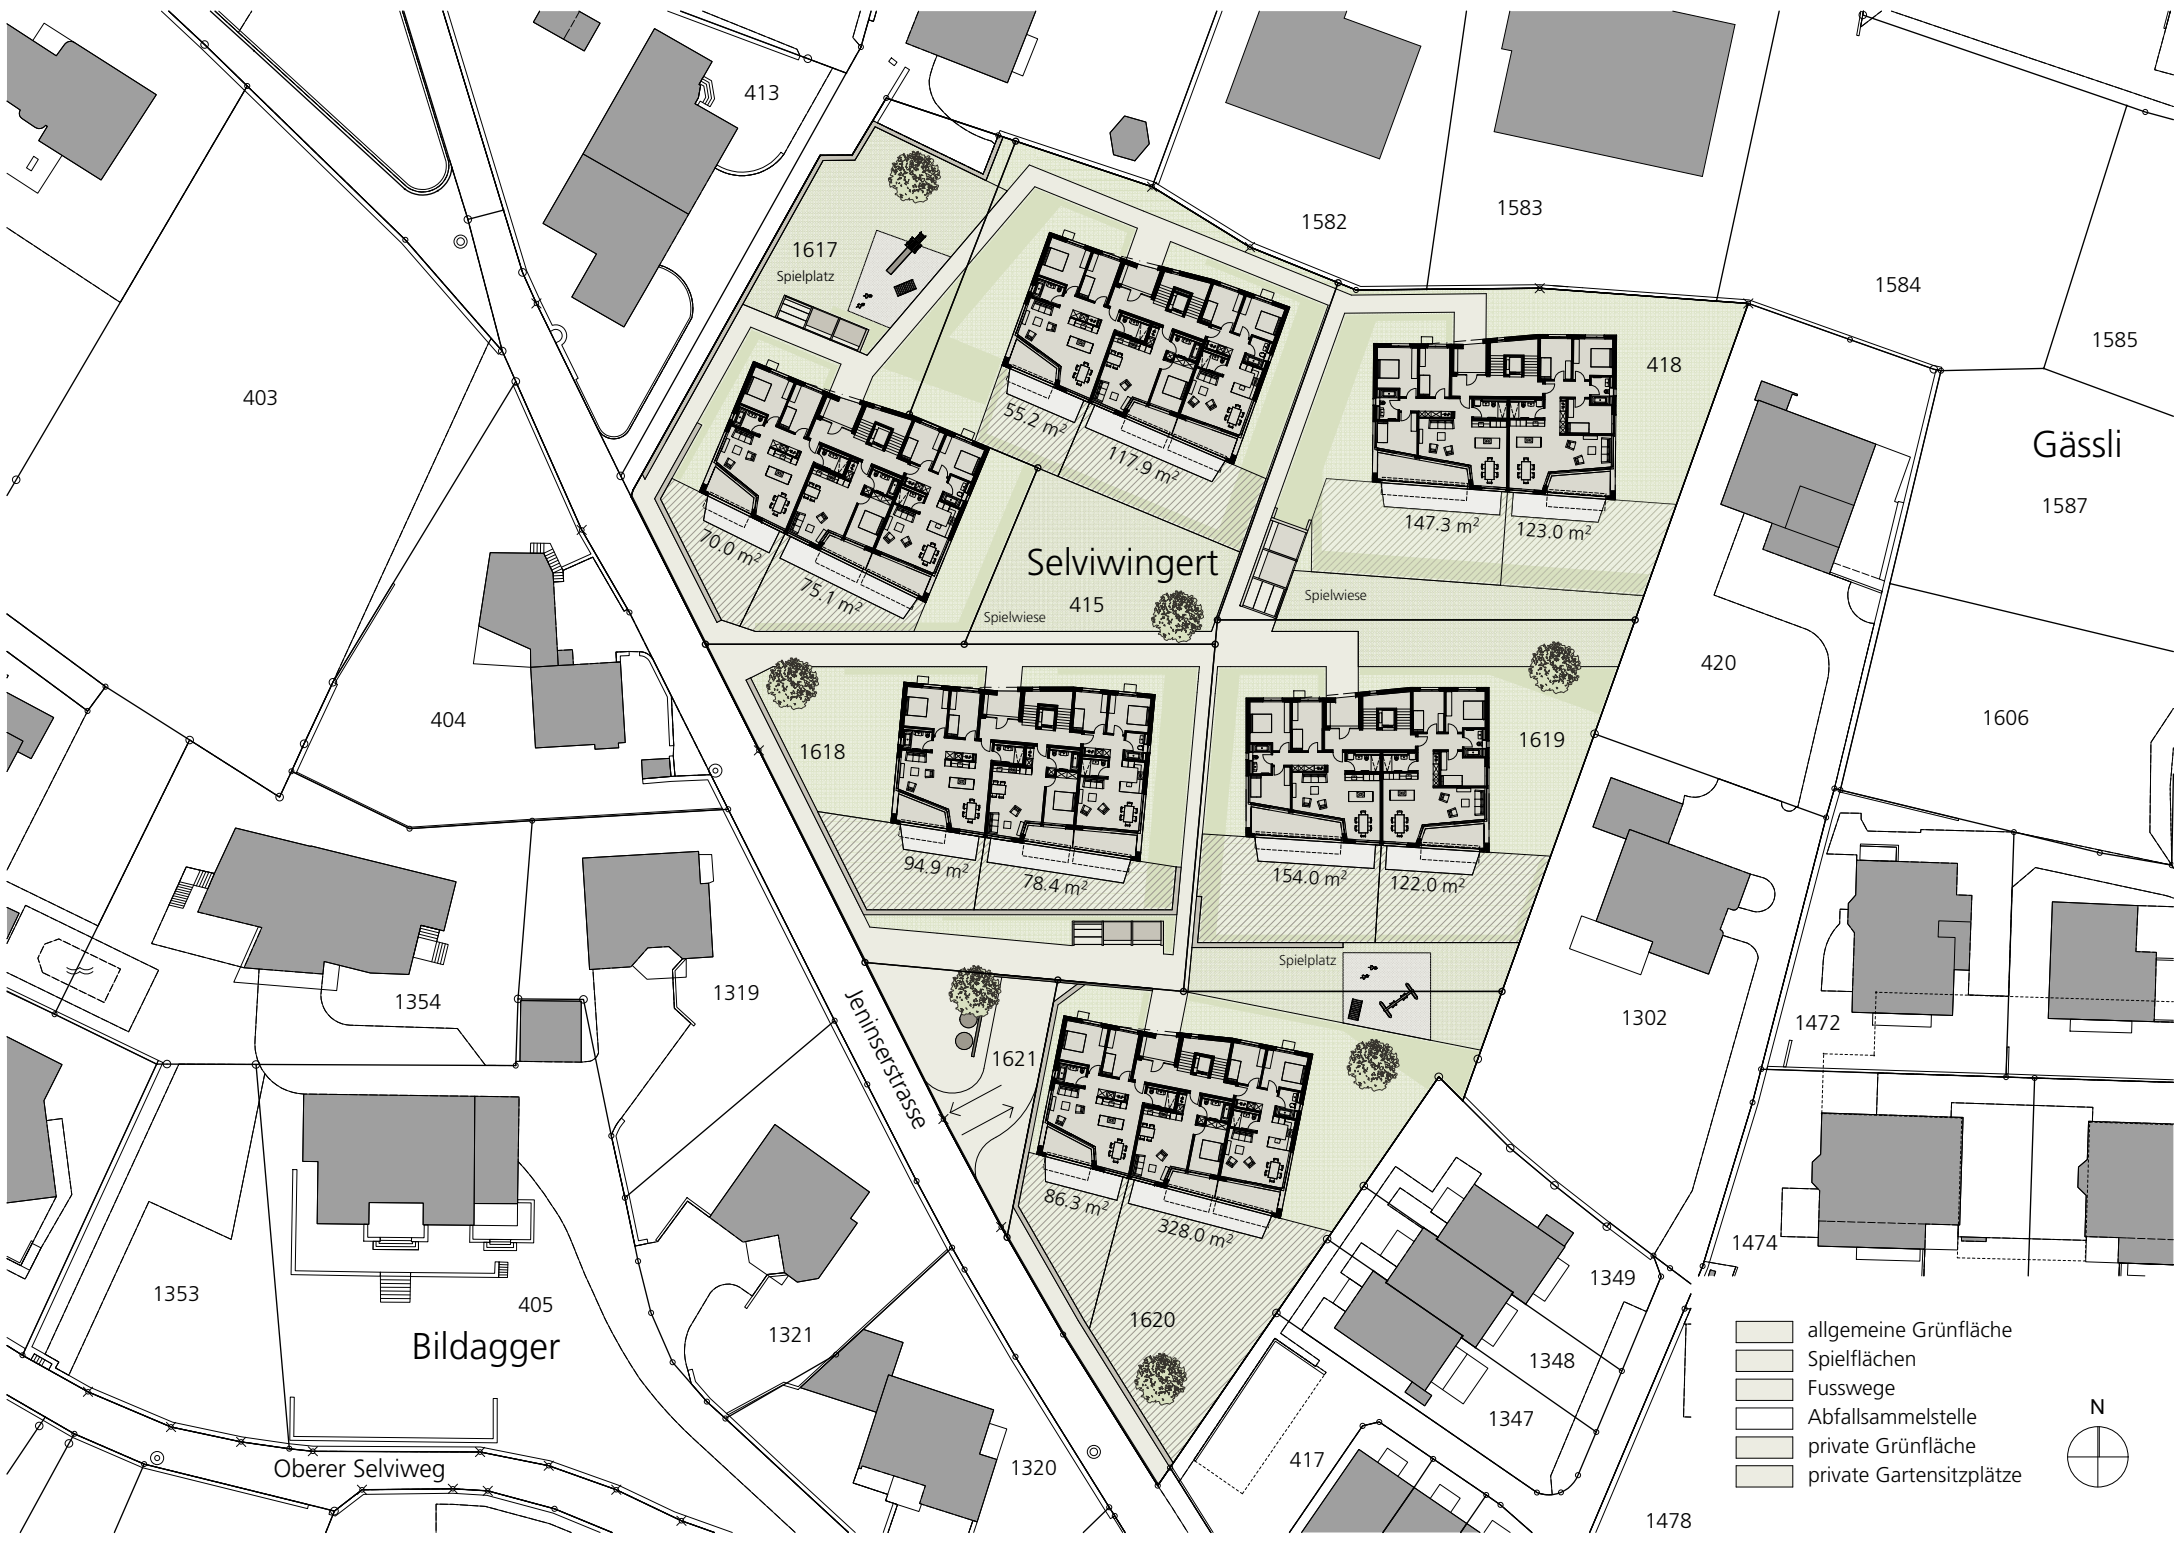 413
1582
1583
1617
Spielplatz
1584
1585
418
403
Gässli
55.2 m²
117.9 m²
1587
147.3 m²
123.0 m²
70.0 m²
75.1 m²
Selviwingert
415
Spielwiese
Spielwiese
420
404
1606
1618
1619
94.9 m²
78.4 m²
154.0 m²
122.0 m²
Spielplatz
1319
1354
Jeninserstrasse
1302
1472
1621
86.3 m²
328.0 m²
1474
1349
1353
405
1620
1321
Bildagger
1348
1347
417
1320
Oberer Selviweg
1478
allgemeine Grünfläche
Spielflächen
Fusswege
Abfallsammelstelle
private Grünfläche
private Gartensitzplätze
N